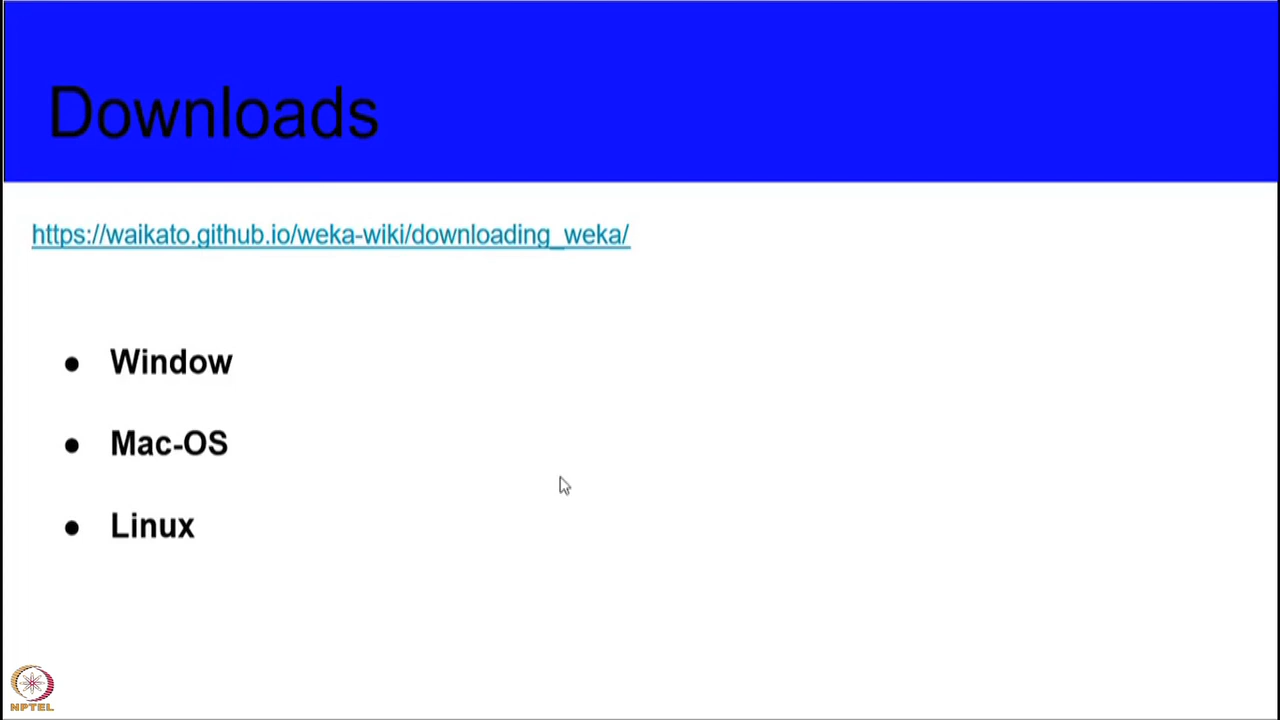 Downloads
https://waikato.github.io/weka-wiki/downloading_weka/
● Window
● Mac-OS
● Linux
NPTEL